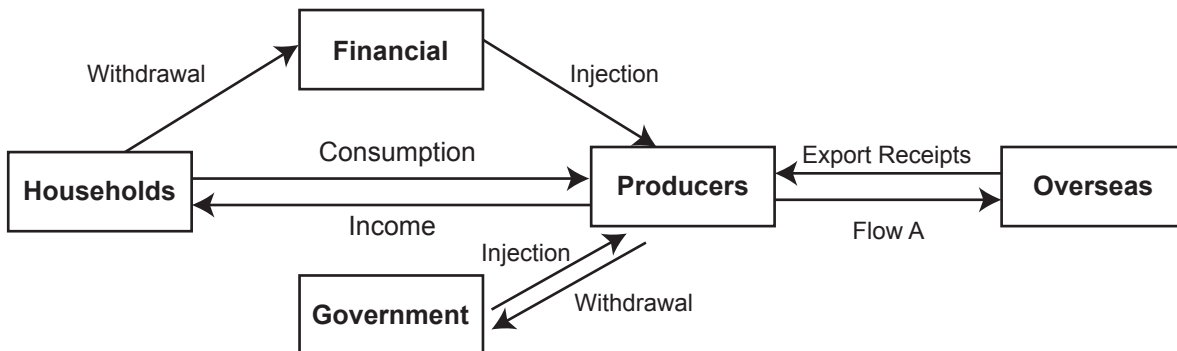 Financial
Withdrawal
Injection
Consumption
Export Receipts
Households
Producers
Overseas
Income
Flow A
Injection
Government
Withdrawal